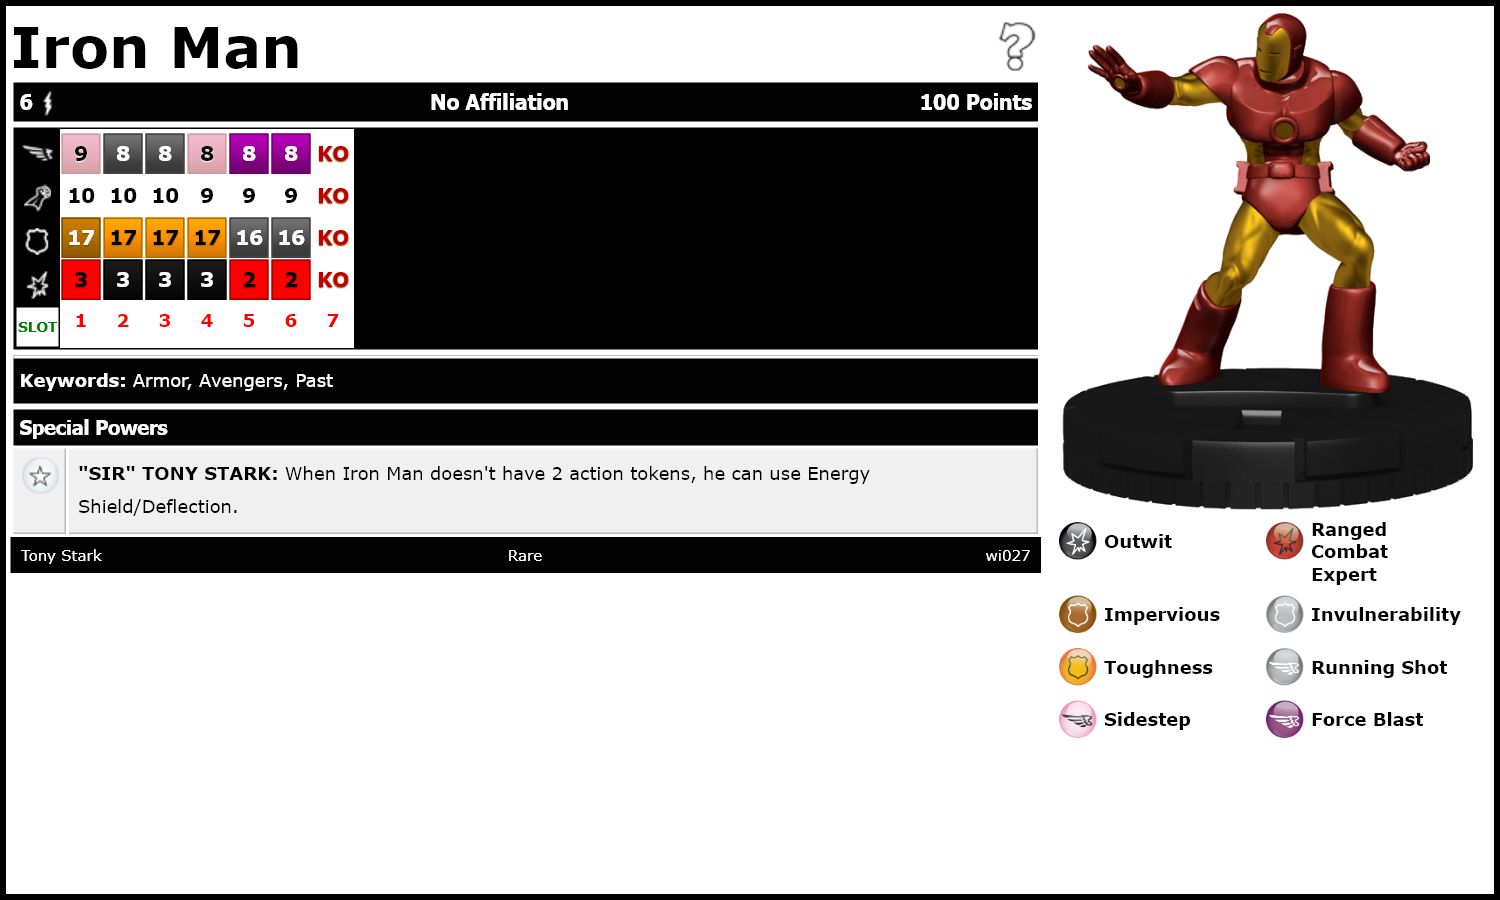 Iron Man
6 No Affiliation 100 Points
9 8 8 8 8 8 KO
10 10 10 9 9 9 KO
17 17 17 17 16 16 KO
3 3 3 3 2 2 KO
SLOT 1 2 3 4 5 6 7
Keywords: Armor, Avengers, Past
Special Powers
"SIR" TONY STARK: When Iron Man doesn't have 2 action tokens, he can use Energy
Shield/Deflection.
Tony Stark Rare wi027
Outwit
Ranged
Combat
Expert
Impervious
Invulnerability
Toughness
Running Shot
Sidestep
Force Blast